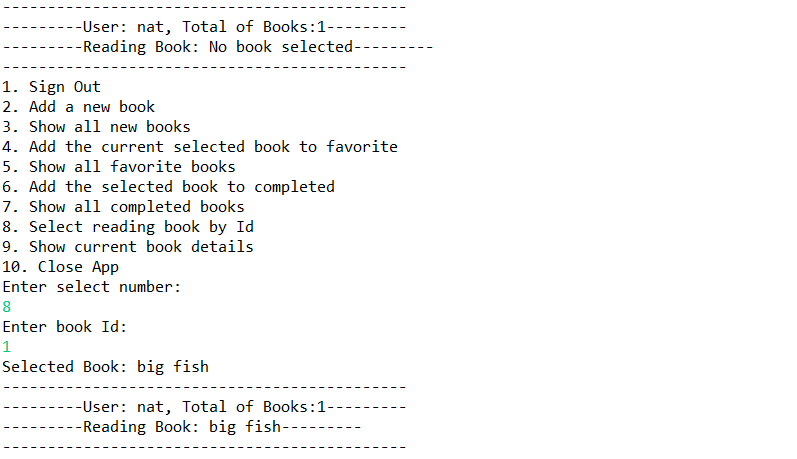 ---------------------------------------------
---------User: nat, Total of Books:1---------
---------Reading Book: No book selected---------
---------------------------------------------
1. Sign Out
2. Add a new book
3. Show all new books
4. Add the current selected book to favorite
5. Show all favorite books
6. Add the selected book to completed
7. Show all completed books
8. Select reading book by Id
9. Show current book details
10. Close App
Enter select number:
8
Enter book Id:
1
Selected Book: big fish
---------------------------------------------
---------User: nat, Total of Books:1---------
---------Reading Book: big fish---------
---------------------------------------------